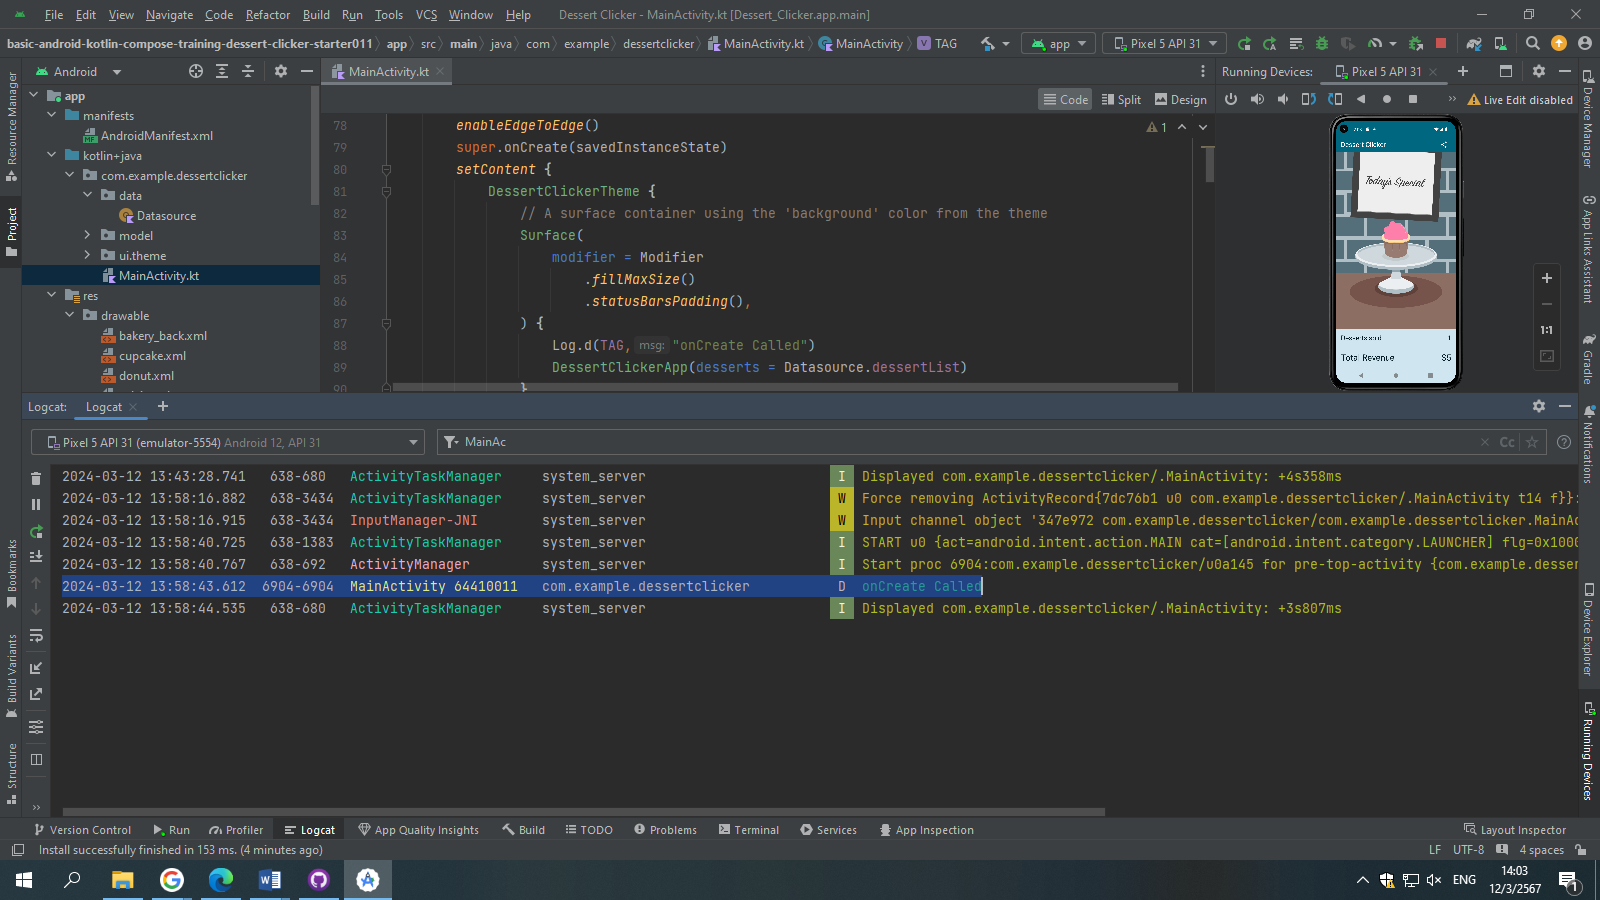 File Edit View Navigate Code Refactor Build Run Tools VCS Window Help Dessert Clicker - MainActivity.kt [Dessert_Clicker.app.main]
basic-android-kotlin-compose-training-dessert-clicker-starter011 app src main java com example dessertclicker MainActivity.kt MainActivity TAG app Pixel 5 API 31
Android
MainActivity.kt
Running Devices: Pixel 5 API 31
Code Split Design
Live Edit disabled
Resource Manager
Project
Bookmarks
Build Variants
Structure
app
manifests
AndroidManifest.xml
kotlin+java
com.example.dessertclicker
data
Datasource
model
ui.theme
MainActivity.kt
res
drawable
bakery_back.xml
cupcake.xml
donut.xml
1
78 enableEdgeToEdge()
79 super.onCreate(savedInstanceState)
80 setContent {
81 DessertClickerTheme {
82 // A surface container using the 'background' color from the theme
83 Surface(
84 modifier = Modifier
85 .fillMaxSize()
86 .statusBarsPadding(),
87 ) {
88 Log.d(TAG, msg: "onCreate Called")
89 DessertClickerApp(desserts = Datasource.dessertList)
90 }
Dessert Clicker
Today's Special
Desserts sold 1
Total Revenue $5
1:1
Device Manager
App Links Assistant
Gradle
Notifications
Device Explorer
Running Devices
Logcat: Logcat
Pixel 5 API 31 (emulator-5554) Android 12, API 31
MainAc
Cc
2024-03-12 13:43:28.741 638-680 ActivityTaskManager system_server I Displayed com.example.dessertclicker/.MainActivity: +4s358ms
2024-03-12 13:58:16.882 638-3434 ActivityTaskManager system_server W Force removing ActivityRecord{7dc76b1 u0 com.example.dessertclicker/.MainActivity t14 f}}:
2024-03-12 13:58:16.915 638-3434 InputManager-JNI system_server W Input channel object '347e972 com.example.dessertclicker/com.example.dessertclicker.MainAc
2024-03-12 13:58:40.725 638-1383 ActivityTaskManager system_server I START u0 {act=android.intent.action.MAIN cat=[android.intent.category.LAUNCHER] flg=0x1000
2024-03-12 13:58:40.767 638-692 ActivityManager system_server I Start proc 6904:com.example.dessertclicker/u0a145 for pre-top-activity {com.example.desser
2024-03-12 13:58:43.612 6904-6904 MainActivity 64410011 com.example.dessertclicker D onCreate Called
2024-03-12 13:58:44.535 638-680 ActivityTaskManager system_server I Displayed com.example.dessertclicker/.MainActivity: +3s807ms
Version Control Run Profiler Logcat App Quality Insights Build TODO Problems Terminal Services App Inspection Layout Inspector
Install successfully finished in 153 ms. (4 minutes ago) LF UTF-8 4 spaces
ENG
14:03
12/3/2567
1